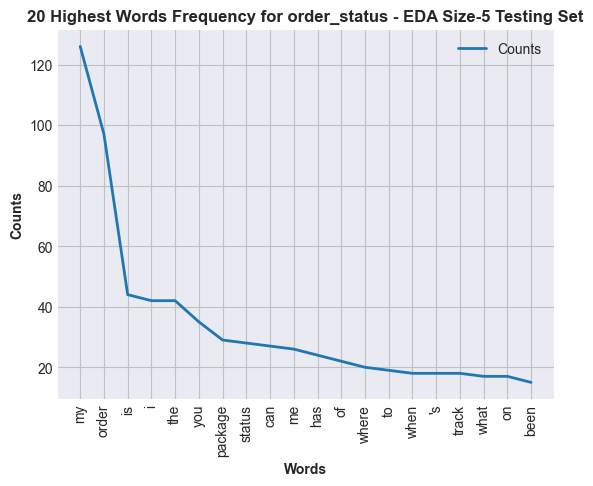 20 Highest Words Frequency for order_status - EDA Size-5 Testing Set
Counts
120
100
80
60
40
20
Counts
my
order
is
i
the
you
package
status
can
me
has
of
where
to
when
's
track
what
on
been
Words